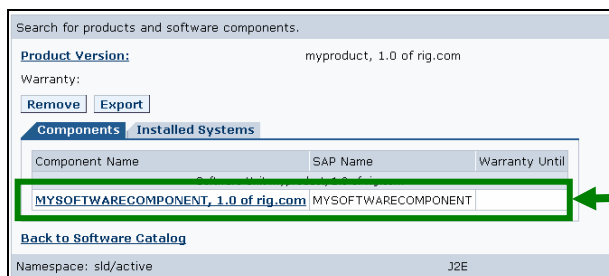 Search for products and software components.
Product Version: myproduct, 1.0 of rig.com
Warranty:
Remove Export
Components Installed Systems
Component Name SAP Name Warranty Until
MYSOFTWARECOMPONENT, 1.0 of rig.com MYSOFTWARECOMPONENT
Back to Software Catalog
Namespace: sld/active J2E